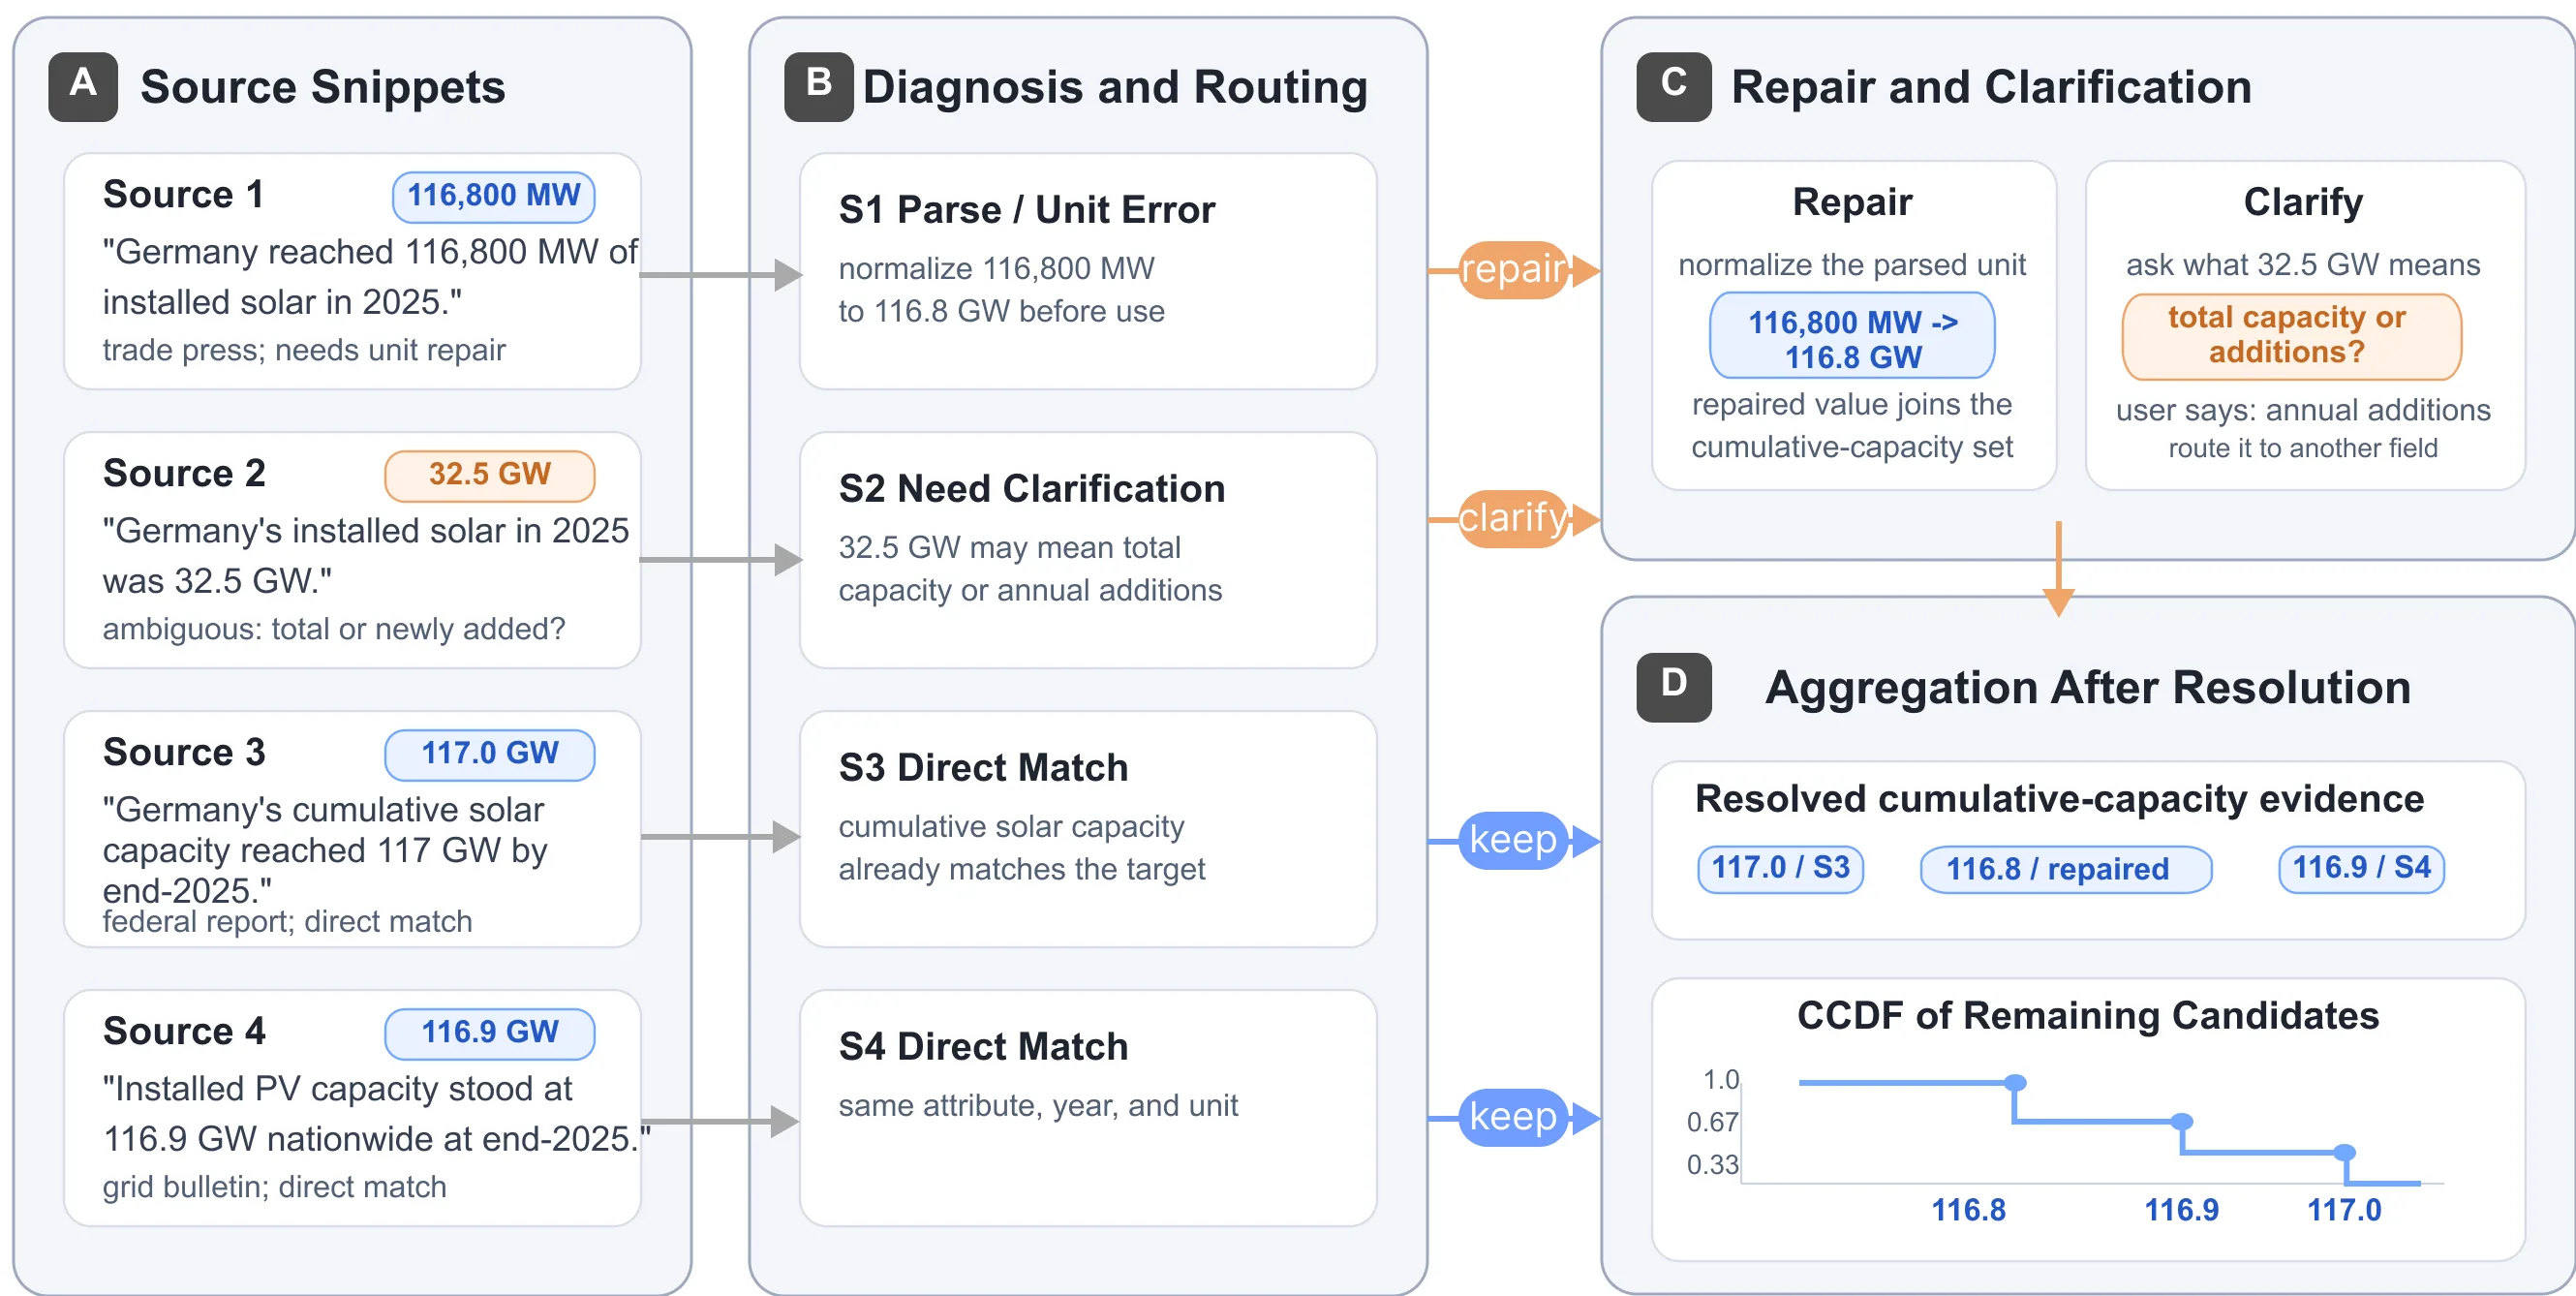 A
Source Snippets
Source 1
116,800 MW
"Germany reached 116,800 MW of
installed solar in 2025."
trade press; needs unit repair
Source 2
32.5 GW
"Germany's installed solar in 2025
was 32.5 GW."
ambiguous: total or newly added?
Source 3
117.0 GW
"Germany's cumulative solar
capacity reached 117 GW by
end-2025."
federal report; direct match
Source 4
116.9 GW
"Installed PV capacity stood at
116.9 GW nationwide at end-2025."
grid bulletin; direct match
B
Diagnosis and Routing
S1 Parse / Unit Error
normalize 116,800 MW
to 116.8 GW before use
S2 Need Clarification
32.5 GW may mean total
capacity or annual additions
S3 Direct Match
cumulative solar capacity
already matches the target
S4 Direct Match
same attribute, year, and unit
repair
clarify
keep
keep
C
Repair and Clarification
Repair
normalize the parsed unit
116,800 MW ->
116.8 GW
repaired value joins the
cumulative-capacity set
Clarify
ask what 32.5 GW means
total capacity or
additions?
user says: annual additions
route it to another field
D
Aggregation After Resolution
Resolved cumulative-capacity evidence
117.0 / S3
116.8 / repaired
116.9 / S4
CCDF of Remaining Candidates
1.0
0.67
0.33
116.8
116.9
117.0